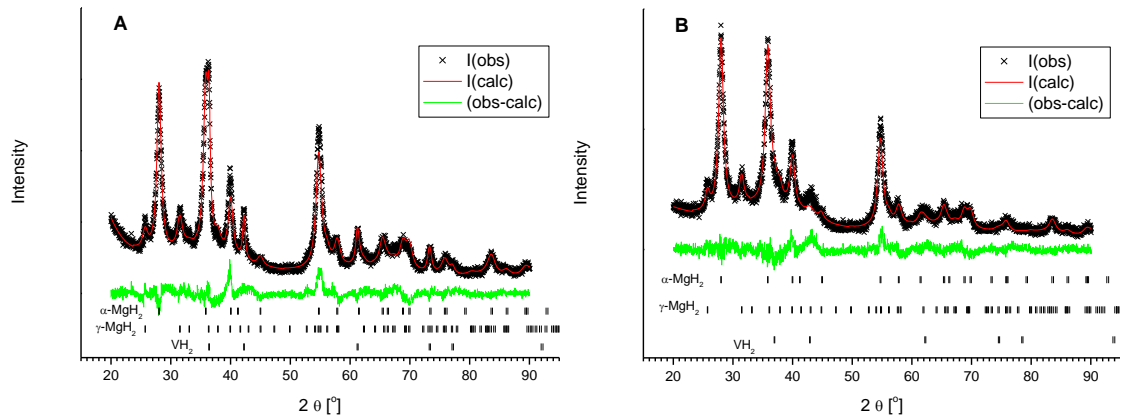 A
I(obs)
I(calc)
(obs-calc)
Intensity
α-MgH₂
γ-MgH₂
VH₂
20 30 40 50 60 70 80 90
2 θ [°]
B
I(obs)
I(calc)
(obs-calc)
Intensity
α-MgH₂
γ-MgH₂
VH₂
20 30 40 50 60 70 80 90
2 θ [°]